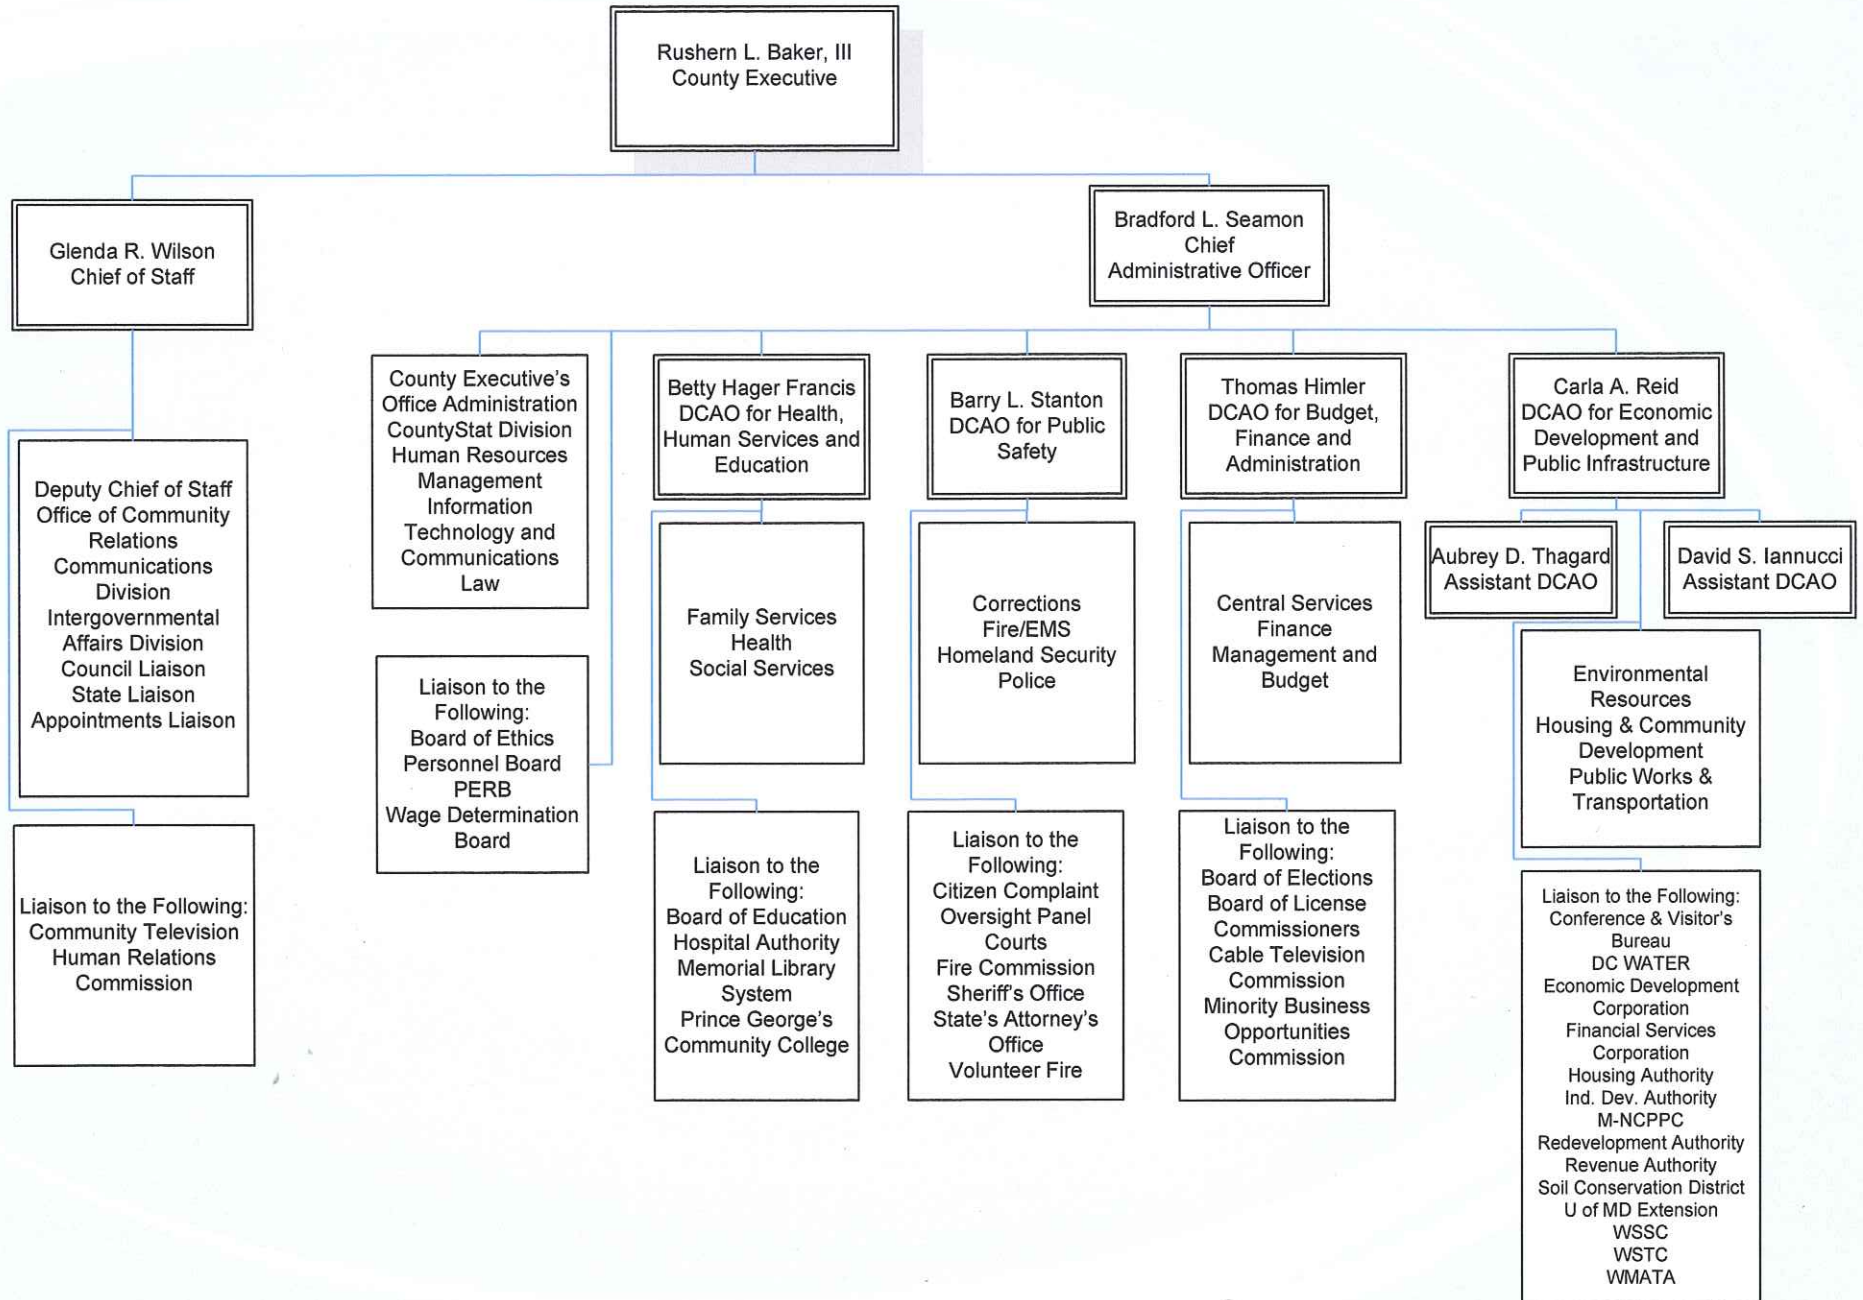 Rushern L. Baker, III
County Executive
Glenda R. Wilson
Chief of Staff
Bradford L. Seamon
Chief
Administrative Officer
Deputy Chief of Staff
Office of Community
Relations
Communications
Division
Intergovernmental
Affairs Division
Council Liaison
State Liaison
Appointments Liaison
Liaison to the Following:
Community Television
Human Relations
Commission
County Executive's
Office Administration
CountyStat Division
Human Resources
Management
Information
Technology and
Communications
Law
Liaison to the
Following:
Board of Ethics
Personnel Board
PERB
Wage Determination
Board
Betty Hager Francis
DCAO for Health,
Human Services and
Education
Family Services
Health
Social Services
Liaison to the
Following:
Board of Education
Hospital Authority
Memorial Library
System
Prince George's
Community College
Barry L. Stanton
DCAO for Public
Safety
Corrections
Fire/EMS
Homeland Security
Police
Liaison to the
Following:
Citizen Complaint
Oversight Panel
Courts
Fire Commission
Sheriff's Office
State's Attorney's
Office
Volunteer Fire
Thomas Himler
DCAO for Budget,
Finance and
Administration
Central Services
Finance
Management and
Budget
Liaison to the
Following:
Board of Elections
Board of License
Commissioners
Cable Television
Commission
Minority Business
Opportunities
Commission
Carla A. Reid
DCAO for Economic
Development and
Public Infrastructure
Aubrey D. Thagard
Assistant DCAO
David S. Iannucci
Assistant DCAO
Environmental
Resources
Housing & Community
Development
Public Works &
Transportation
Liaison to the Following:
Conference & Visitor's
Bureau
DC WATER
Economic Development
Corporation
Financial Services
Corporation
Housing Authority
Ind. Dev. Authority
M-NCPPC
Redevelopment Authority
Revenue Authority
Soil Conservation District
U of MD Extension
WSSC
WSTC
WMATA